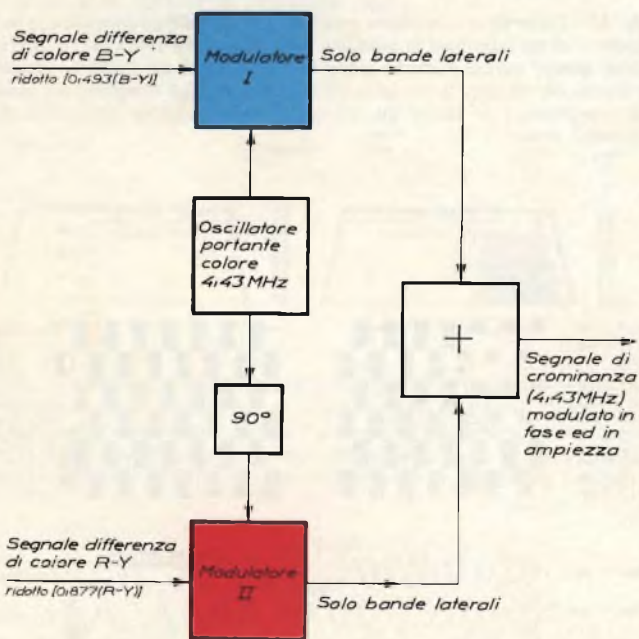 Segnale differenza
di colore B-Y
ridotto [0,493(B-Y)]
Modulatore
I
Solo bande laterali
Oscillatore
portante
colore
4,43 MHz
90°
+
Segnale di
crominanza
(4,43MHz)
modulato in
fase ed in
ampiezza
Segnale differenza
di colore R-Y
ridotto [0,877(R-Y)]
Modulatore
II
Solo bande laterali